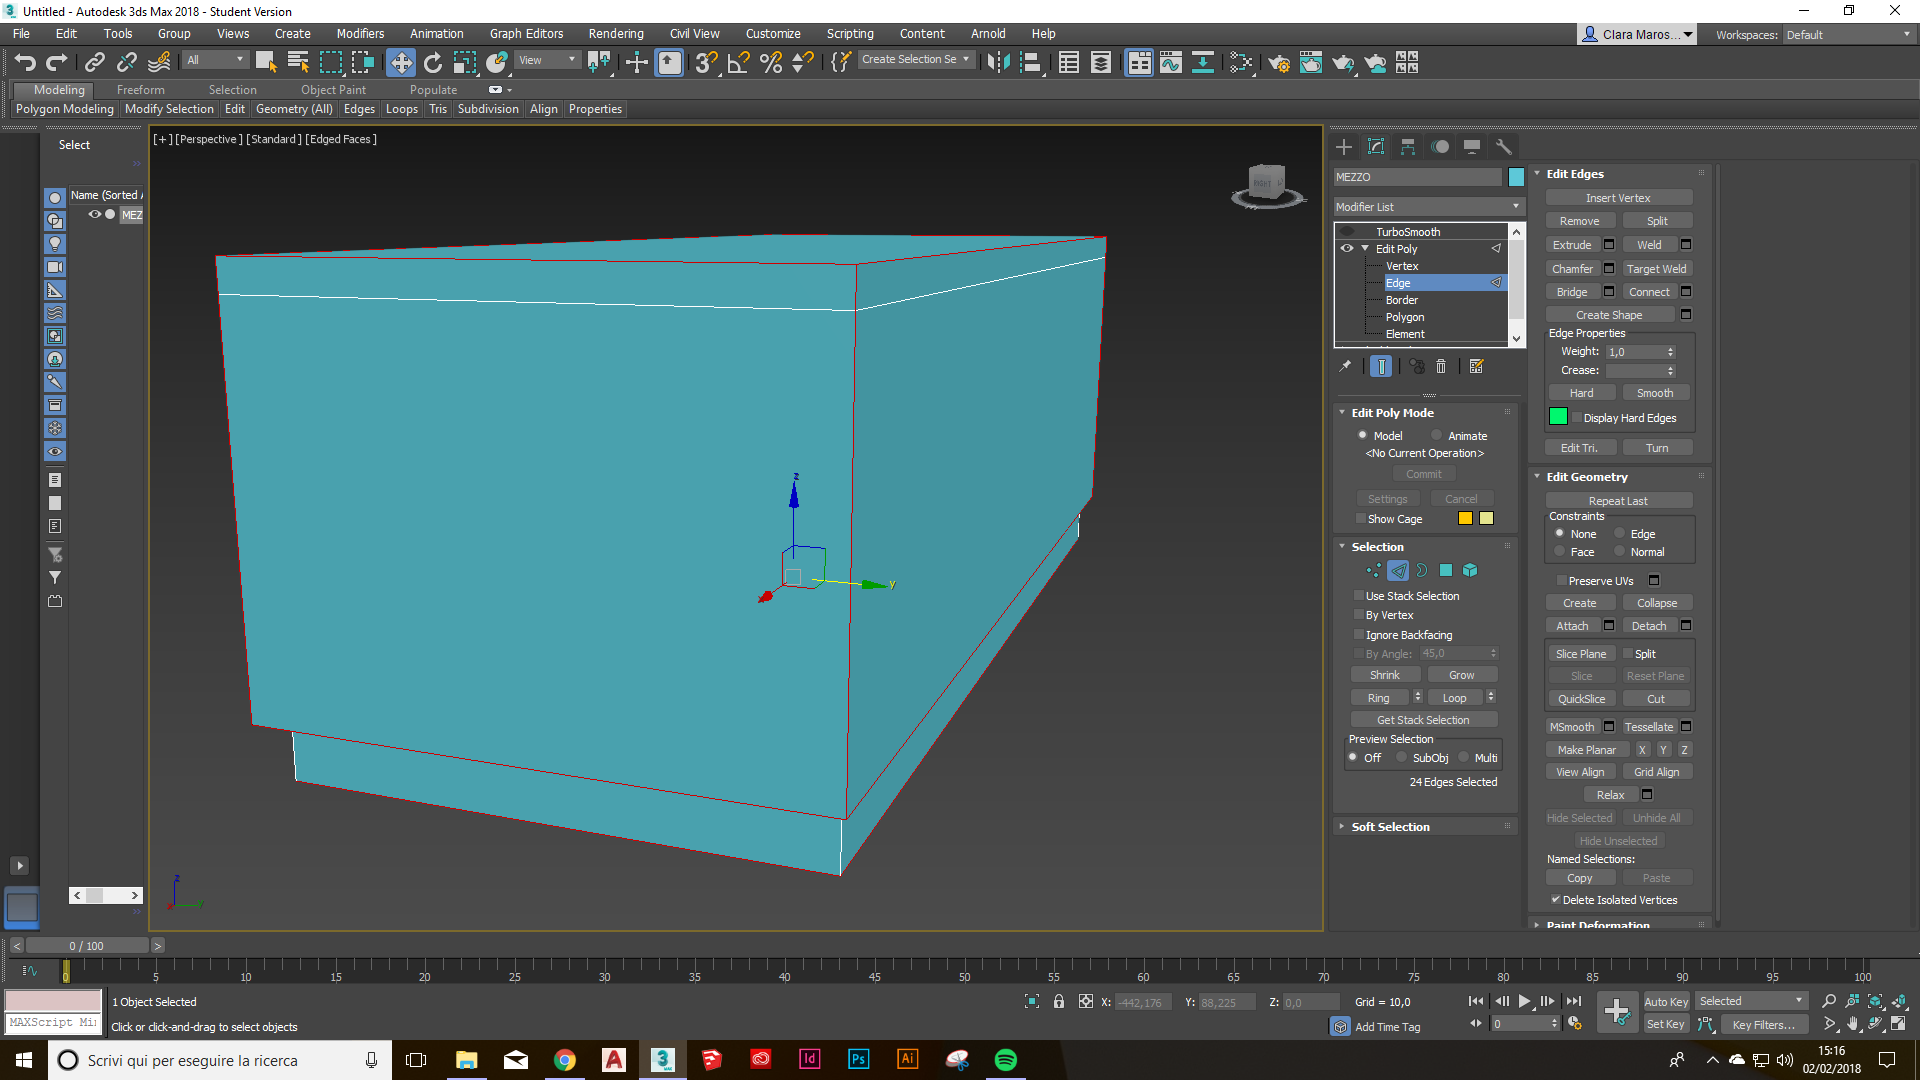 Untitled - Autodesk 3ds Max 2018 - Student Version
File Edit Tools Group Views Create Modifiers Animation Graph Editors Rendering Civil View Customize Scripting Content Arnold Help
Clara Maros... Workspaces: Default
All View Create Selection Se
Modeling Freeform Selection Object Paint Populate
Polygon Modeling Modify Selection Edit Geometry (All) Edges Loops Tris Subdivision Align Properties
Select
Name (Sorted A
MEZ
[+] [Perspective] [Standard] [Edged Faces]
RIGHT
z
y
z
y
x
MEZZO
Modifier List
TurboSmooth
Edit Poly
Vertex
Edge
Border
Polygon
Element
Edit Poly Mode
Model Animate
<No Current Operation>
Commit
Settings Cancel
Show Cage
Selection
Use Stack Selection
By Vertex
Ignore Backfacing
By Angle: 45,0
Shrink Grow
Ring Loop
Get Stack Selection
Preview Selection
Off SubObj Multi
24 Edges Selected
Soft Selection
Edit Edges
Insert Vertex
Remove Split
Extrude Weld
Chamfer Target Weld
Bridge Connect
Create Shape
Edge Properties
Weight: 1,0
Crease:
Hard Smooth
Display Hard Edges
Edit Tri. Turn
Edit Geometry
Repeat Last
Constraints
None Edge
Face Normal
Preserve UVs
Create Collapse
Attach Detach
Slice Plane Split
Slice Reset Plane
QuickSlice Cut
MSmooth Tessellate
Make Planar X Y Z
View Align Grid Align
Relax
Hide Selected Unhide All
Hide Unselected
Named Selections:
Copy Paste
Delete Isolated Vertices
Paint Deformation
< 0 / 100 >
0 5 10 15 20 25 30 35 40 45 50 55 60 65 70 75 80 85 90 95 100
1 Object Selected X: -442,176 Y: 88,225 Z: 0,0 Grid = 10,0 Auto Key Selected
MAXScript Mi Click or click-and-drag to select objects Add Time Tag 0 Set Key Key Filters...
Scrivi qui per eseguire la ricerca
15:16
02/02/2018